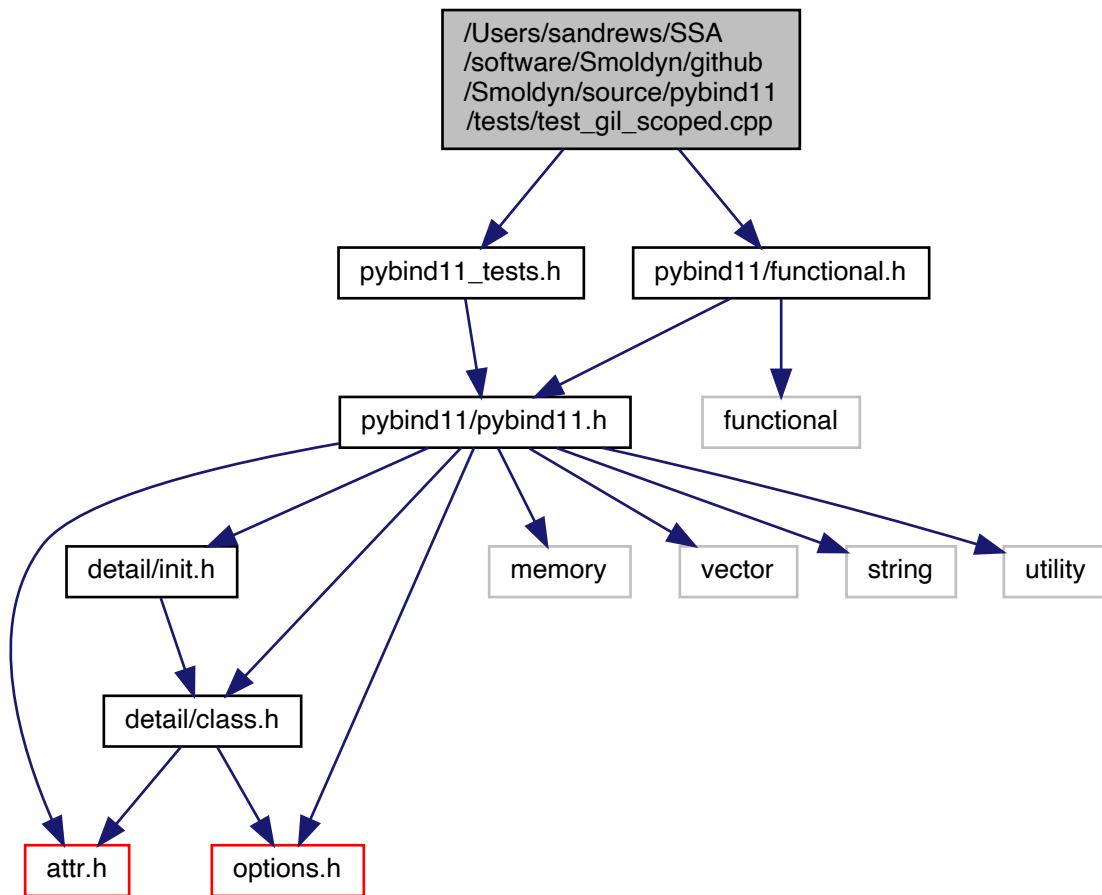 /Users/sandrews/SSA
/software/Smoldyn/github
/Smoldyn/source/pybind11
/tests/test_gil_scoped.cpp
pybind11_tests.h
pybind11/functional.h
pybind11/pybind11.h
functional
detail/init.h
memory
vector
string
utility
detail/class.h
attr.h
options.h